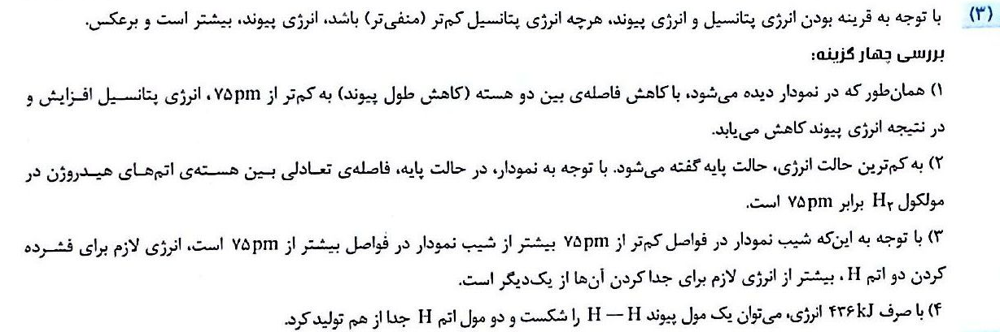 (۳) با توجه به قرینه بودن انرژی پتانسیل و انرژی پیوند، هرچه انرژی پتانسیل کم‌تر (منفی‌تر) باشد، انرژی پیوند، بیشتر است و برعکس.
بررسی چهار گزینه:
۱) همان‌طور که در نمودار دیده می‌شود، با کاهش فاصله‌ی بین دو هسته (کاهش طول پیوند) به کم‌تر از ۷۵pm، انرژی پتانسیل افزایش و
در نتیجه انرژی پیوند کاهش می‌یابد.
۲) به کم‌ترین حالت انرژی، حالت پایه گفته می‌شود. با توجه به نمودار، در حالت پایه، فاصله‌ی تعادلی بین هسته‌ی اتم‌های هیدروژن در
مولکول H₂ برابر ۷۵pm است.
۳) با توجه به این‌که شیب نمودار در فواصل کم‌تر از ۷۵pm بیشتر از شیب نمودار در فواصل بیشتر از ۷۵pm است، انرژی لازم برای فشرده
کردن دو اتم H، بیشتر از انرژی لازم برای جدا کردن آن‌ها از یک‌دیگر است.
۴) با صرف ۴۳۶kJ انرژی، می‌توان یک مول پیوند H — H را شکست و دو مول اتم H جدا از هم تولید کرد.